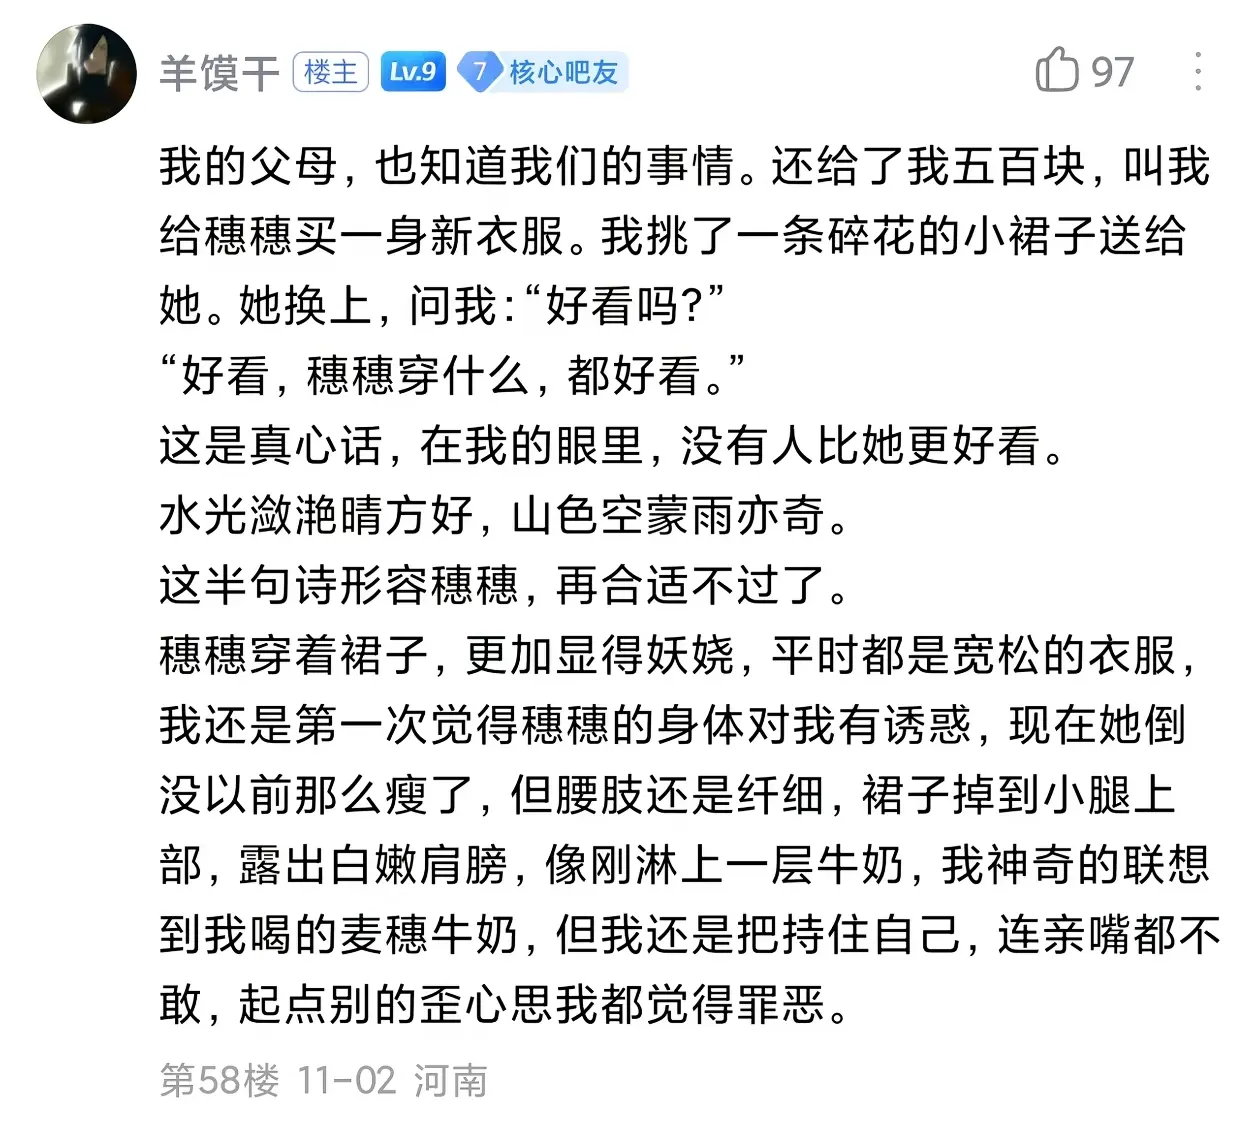 羊馍干 楼主 Lv.9 7 核心吧友 97
我的父母，也知道我们的事情。还给了我五百块，叫我
给穗穗买一身新衣服。我挑了一条碎花的小裙子送给
她。她换上，问我：“好看吗？”
“好看，穗穗穿什么，都好看。”
这是真心话，在我的眼里，没有人比她更好看。
水光潋滟晴方好，山色空蒙雨亦奇。
这半句诗形容穗穗，再合适不过了。
穗穗穿着裙子，更加显得妖娆，平时都是宽松的衣服，
我还是第一次觉得穗穗的身体对我有诱惑，现在她倒
没以前那么瘦了，但腰肢还是纤细，裙子掉到小腿上
部，露出白嫩肩膀，像刚淋上一层牛奶，我神奇的联想
到我喝的麦穗牛奶，但我还是把持住自己，连亲嘴都不
敢，起点别的歪心思我都觉得罪恶。
第58楼 11-02 河南